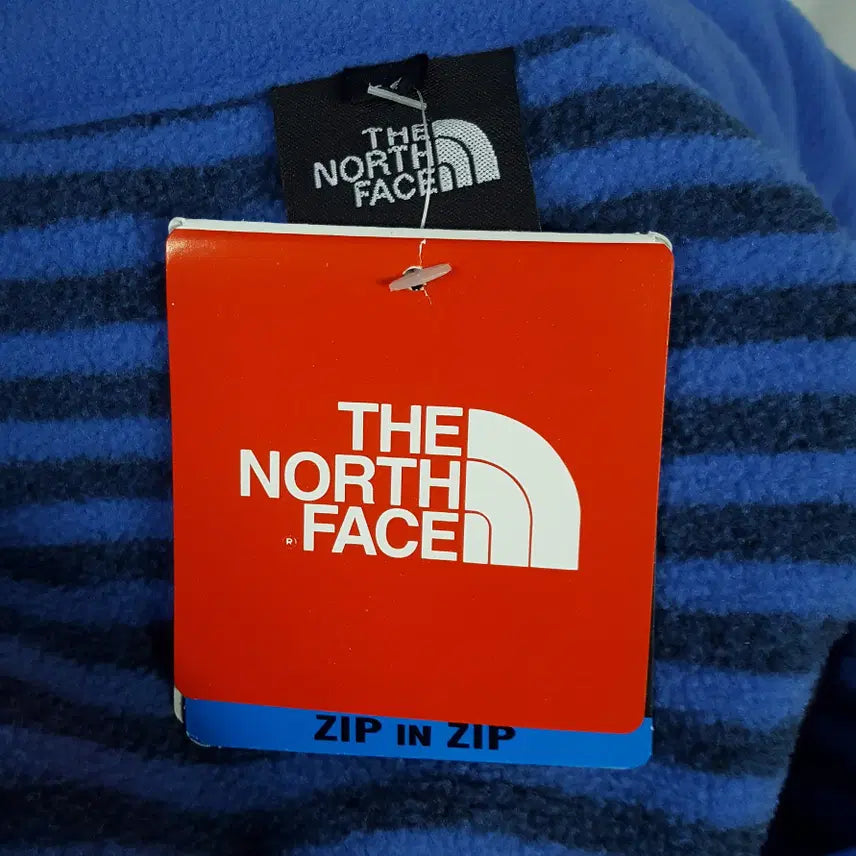 THE
NORTH
FACE
THE
NORTH
® FACE
ZIP IN ZIP